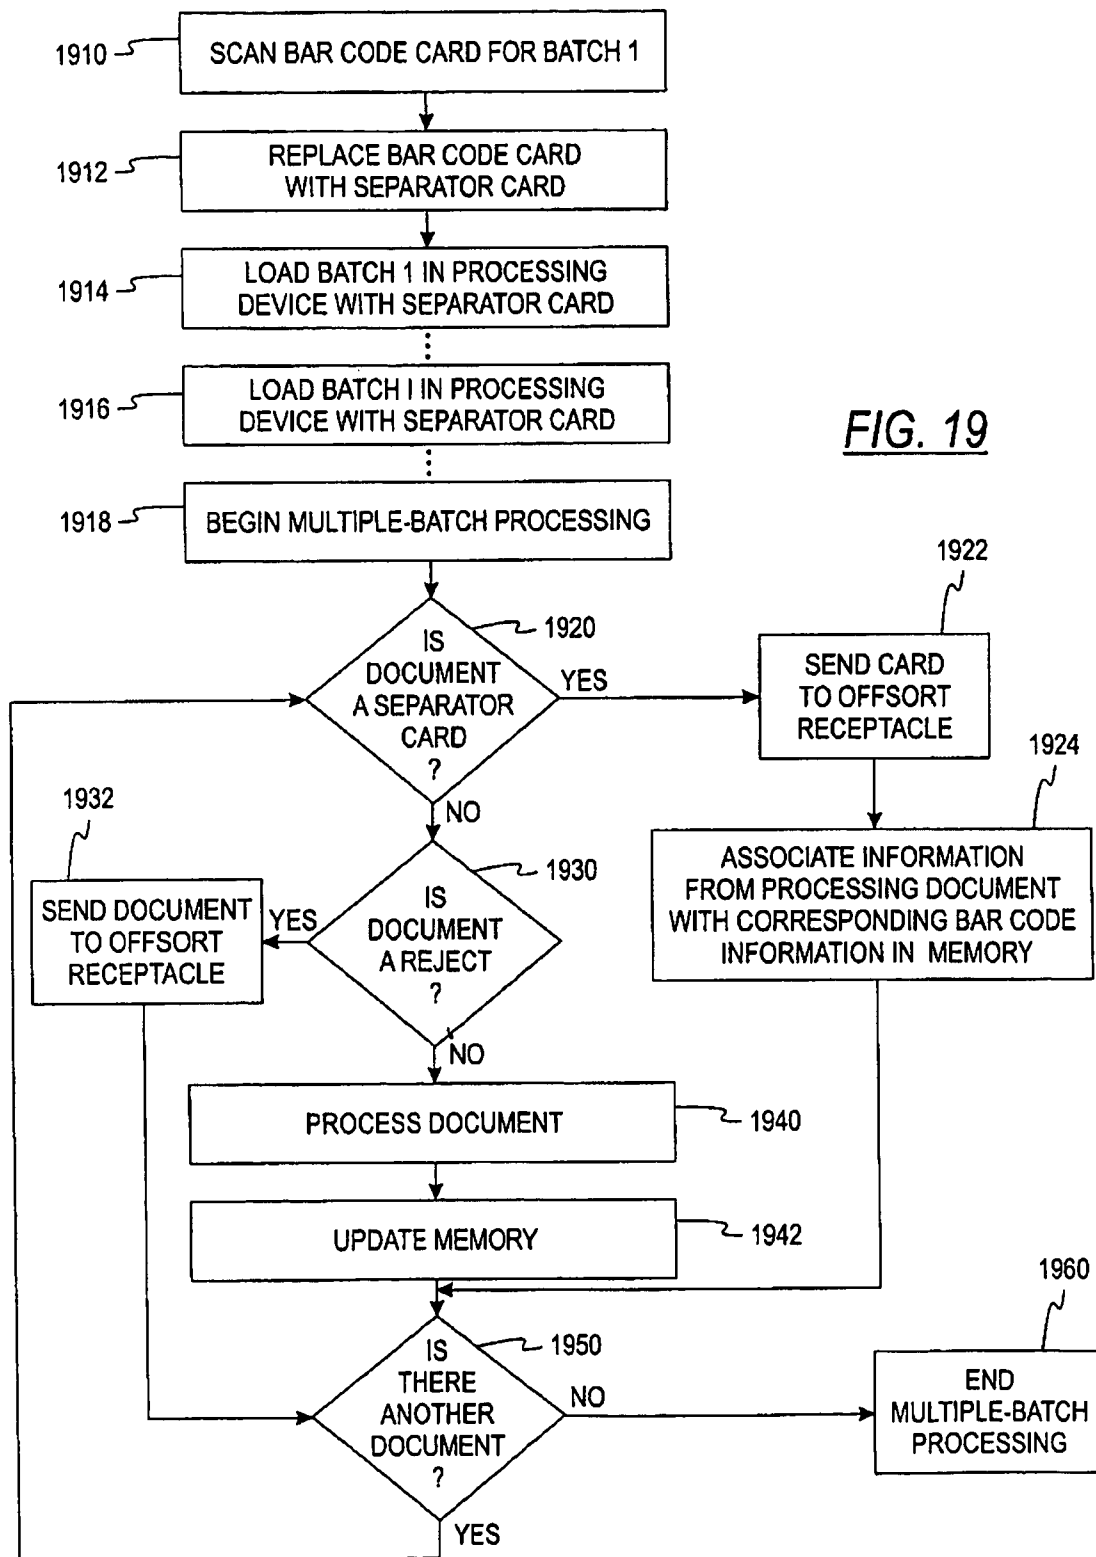 1910
SCAN BAR CODE CARD FOR BATCH 1
1912
REPLACE BAR CODE CARD
WITH SEPARATOR CARD
1914
LOAD BATCH 1 IN PROCESSING
DEVICE WITH SEPARATOR CARD
1916
LOAD BATCH I IN PROCESSING
DEVICE WITH SEPARATOR CARD
FIG. 19
1918
BEGIN MULTIPLE-BATCH PROCESSING
1920
IS
DOCUMENT
A SEPARATOR
CARD
?
YES
NO
1922
SEND CARD
TO OFFSORT
RECEPTACLE
1924
ASSOCIATE INFORMATION
FROM PROCESSING DOCUMENT
WITH CORRESPONDING BAR CODE
INFORMATION IN MEMORY
1930
IS
DOCUMENT
A REJECT
?
YES
NO
1932
SEND DOCUMENT
TO OFFSORT
RECEPTACLE
PROCESS DOCUMENT
1940
UPDATE MEMORY
1942
1950
IS
THERE
ANOTHER
DOCUMENT
?
NO
YES
1960
END
MULTIPLE-BATCH
PROCESSING